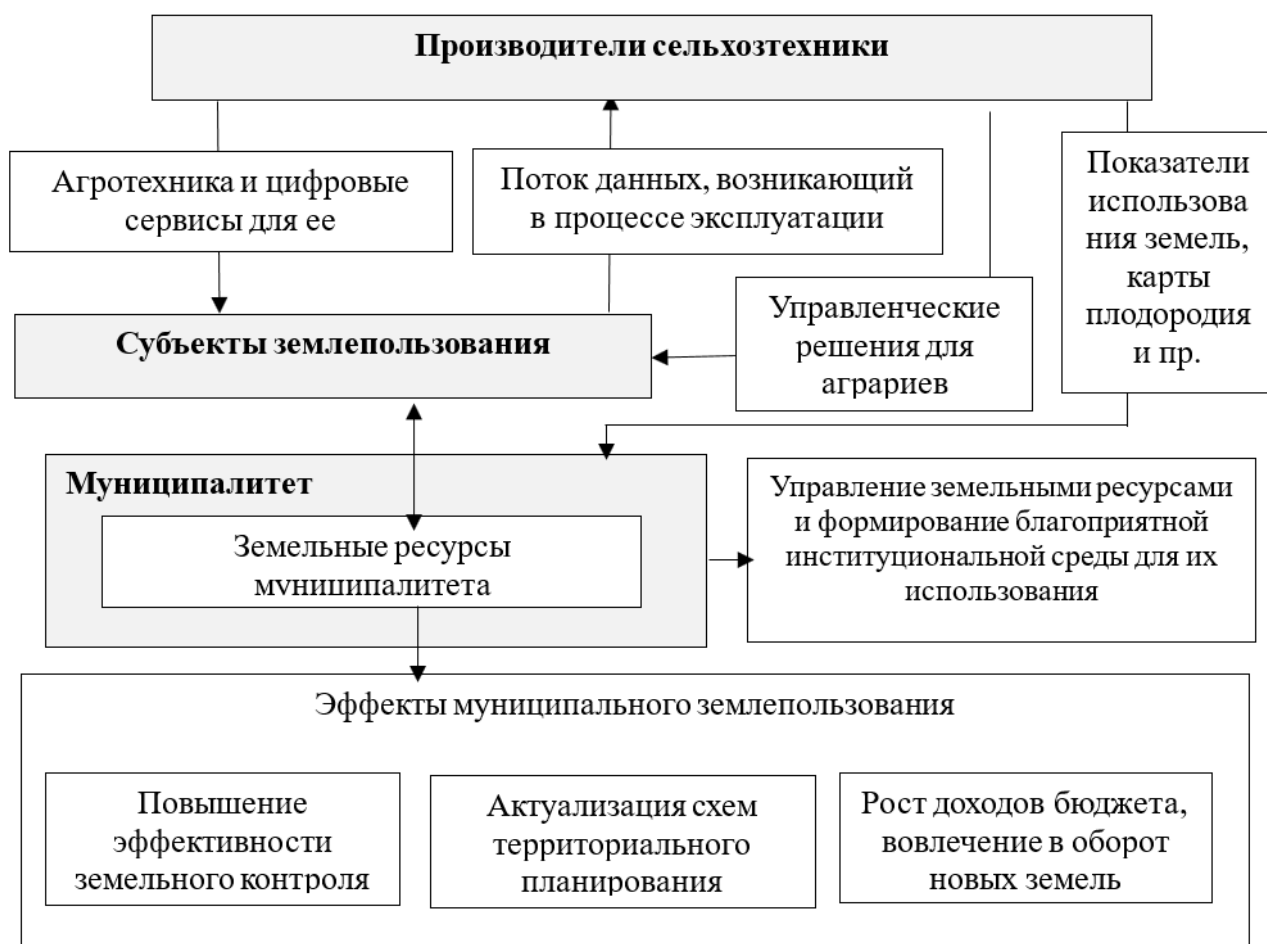 Производители сельхозтехники
Агротехника и цифровые
сервисы для ее
Поток данных, возникающий
в процессе эксплуатации
Показатели
использова
ния земель,
карты
плодородия
и пр.
Управленческие
решения для
аграриев
Субъекты землепользования
Муниципалитет
Земельные ресурсы
муниципалитета
Управление земельными ресурсами
и формирование благоприятной
институциональной среды для их
использования
Эффекты муниципального землепользования
Повышение
эффективности
земельного контроля
Актуализация схем
территориального
планирования
Рост доходов бюджета,
вовлечение в оборот
новых земель